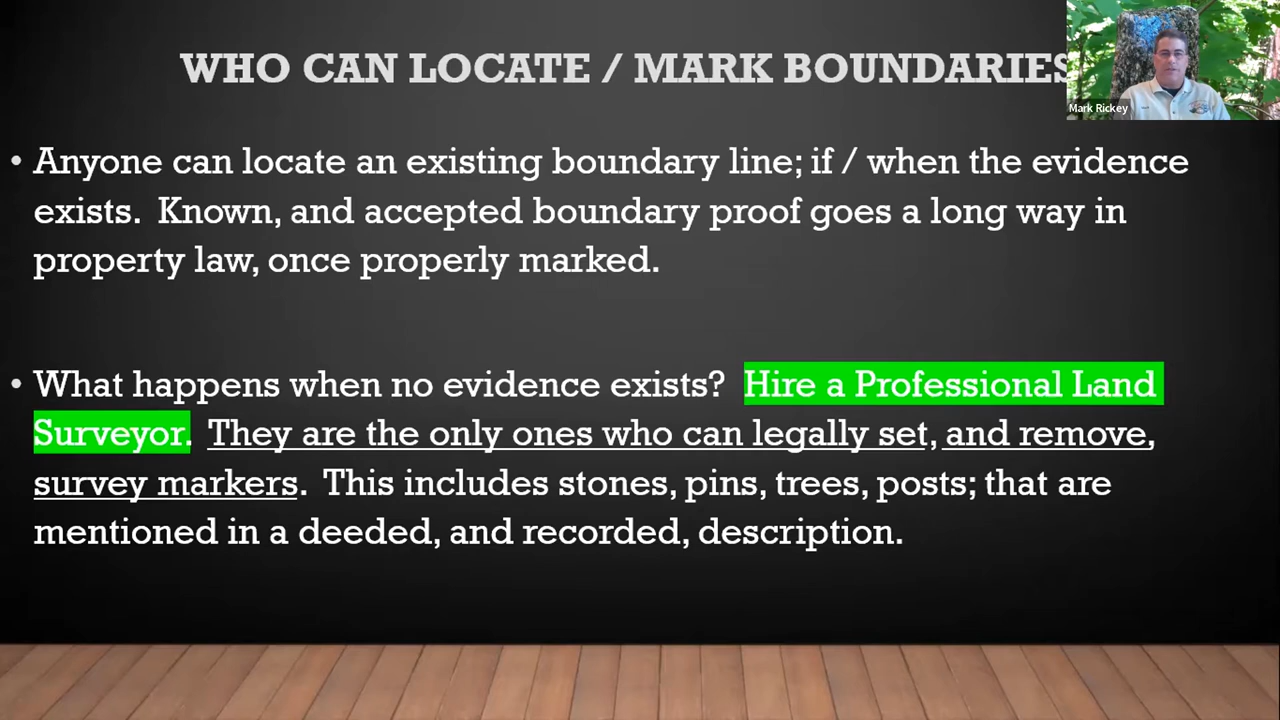 WHO CAN LOCATE / MARK BOUNDARIES
Mark Rickey
• Anyone can locate an existing boundary line; if / when the evidence
exists.  Known, and accepted boundary proof goes a long way in
property law, once properly marked.
• What happens when no evidence exists?  Hire a Professional Land
Surveyor.  They are the only ones who can legally set, and remove,
survey markers.  This includes stones, pins, trees, posts; that are
mentioned in a deeded, and recorded, description.